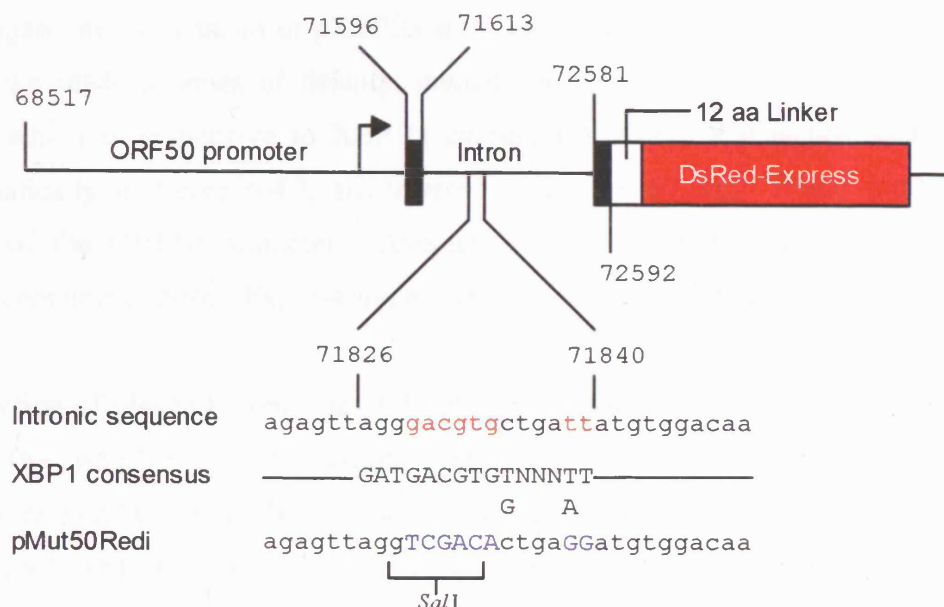 71596 71613
68517
72581
12 aa Linker
ORF50 promoter
Intron
DsRed-Express
72592
71826 71840
Intronic sequence agagttagggacgtgctgattatgtggacaa
XBP1 consensus GATGACGTGTNNNTT
G A
pMut50Redi agagttaggTCGACActgaGGatgtggacaa
SalI